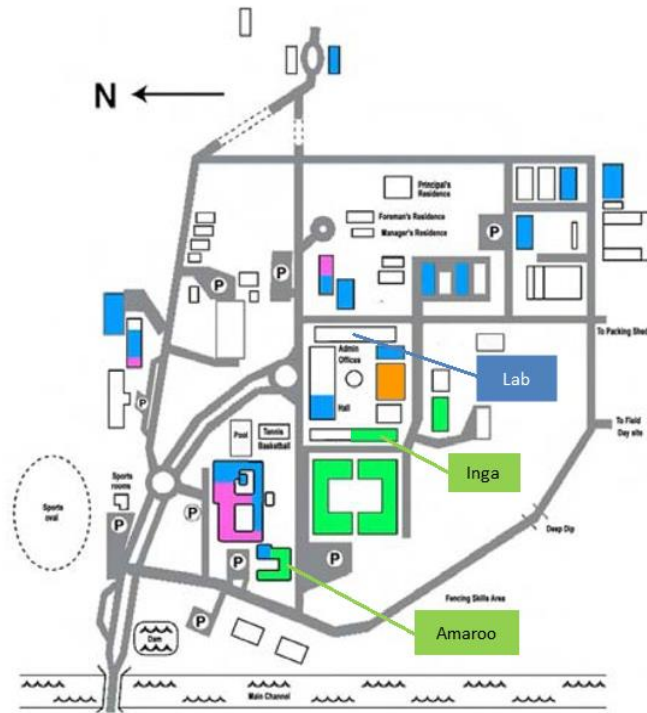 N
Principal's
Residence
Foreman's Residence
Manager's Residence
P
P
P
To Packing Shed
Admin
Offices
Lab
Hall
P
Pool
Tennis
Basketball
To Field
Day site
Inga
Sports
rooms
Sports
oval
P
P
Deep Dip
P
P
Fencing Skills Area
P
Amaroo
Dam
Main Channel